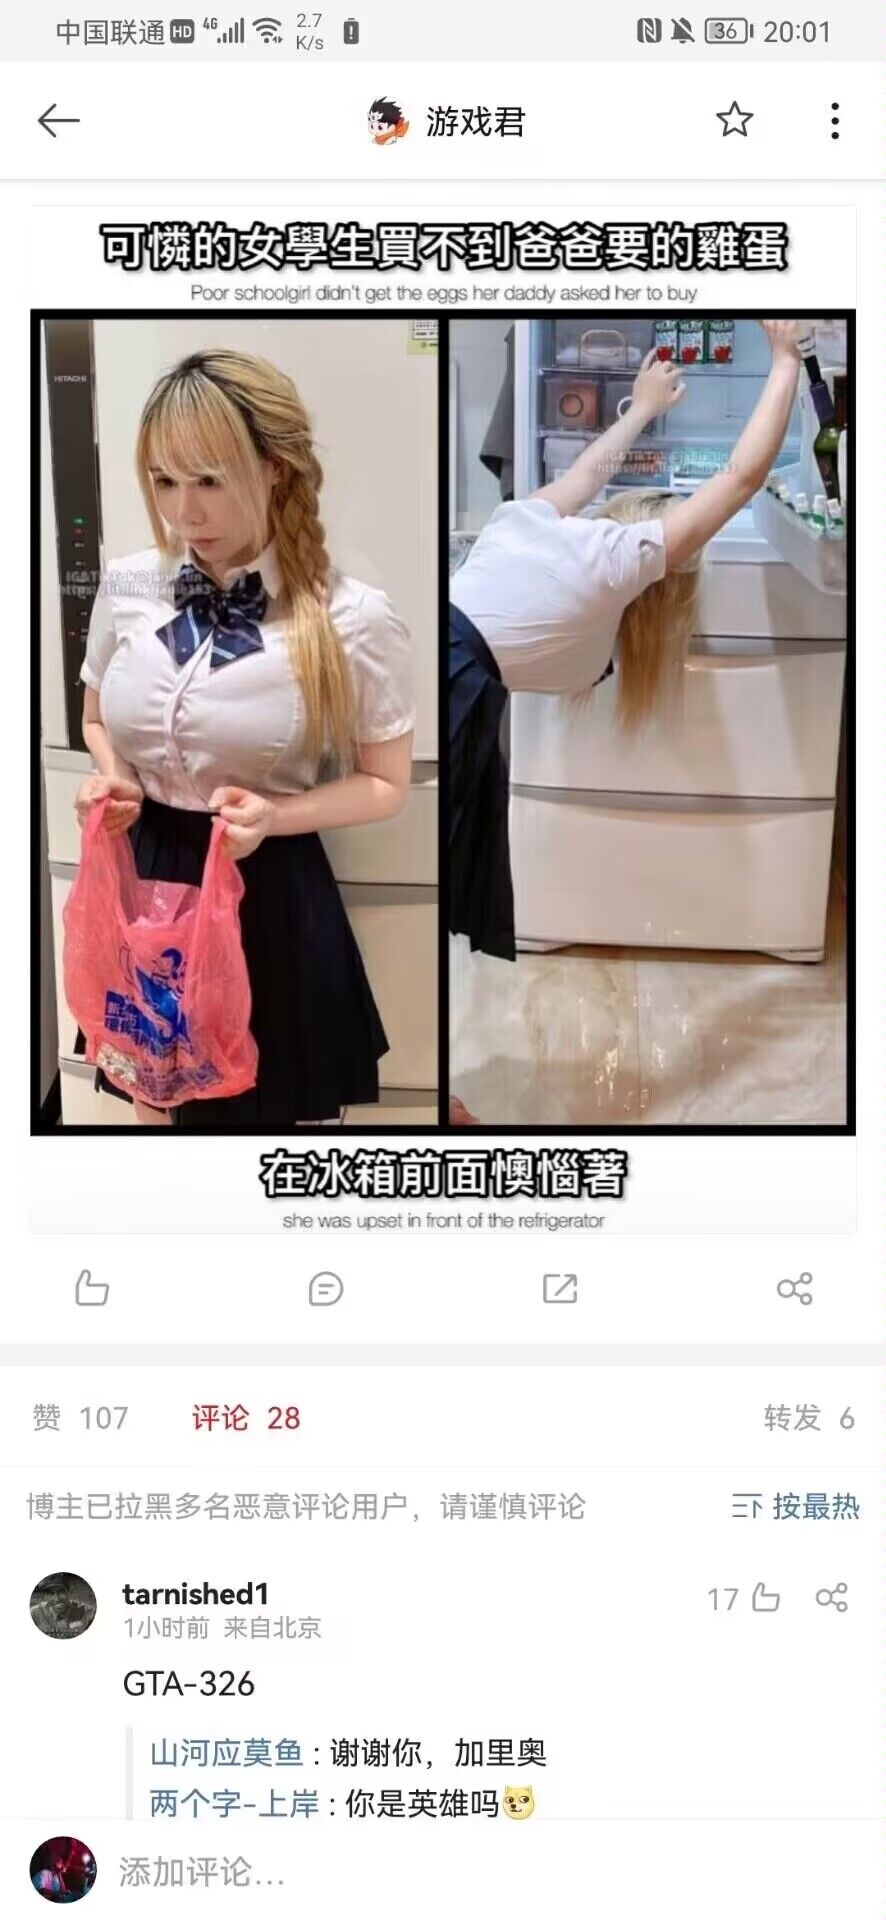 中国联通 HD 4G 2.7 K/s 36 20:01
游戏君
可憐的女學生買不到爸爸要的雞蛋
Poor schoolgirl didn't get the eggs her daddy asked her to buy
HITACHI
在冰箱前面懊惱著
she was upset in front of the refrigerator
赞 107 评论 28 转发 6
博主已拉黑多名恶意评论用户，请谨慎评论 按最热
tarnished1 17
1小时前 来自北京
GTA-326
山河应莫鱼：谢谢你，加里奥
两个字-上岸：你是英雄吗
添加评论...